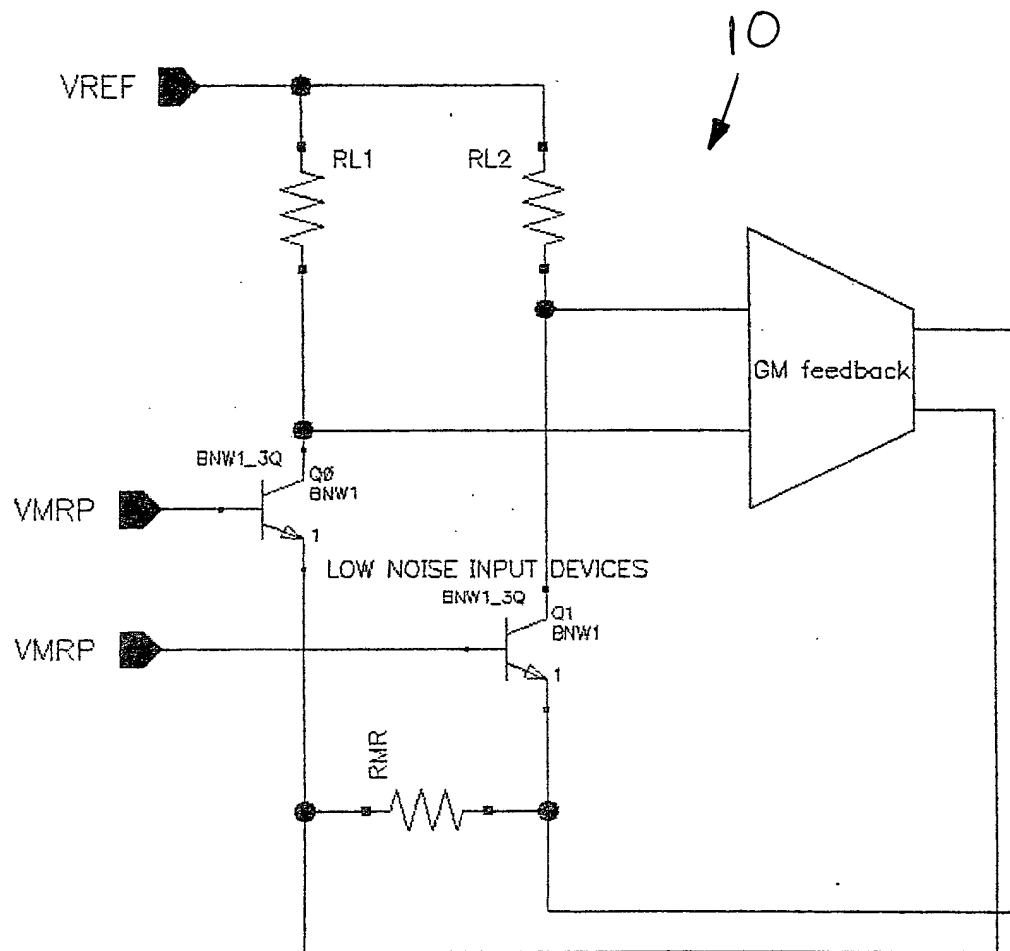 10
VREF
RL1
RL2
GM feedback
BNW1_3Q
Q0
BNW1
VMRP
1
LOW NOISE INPUT DEVICES
BNW1_3Q
Q1
BNW1
VMRP
1
RMR